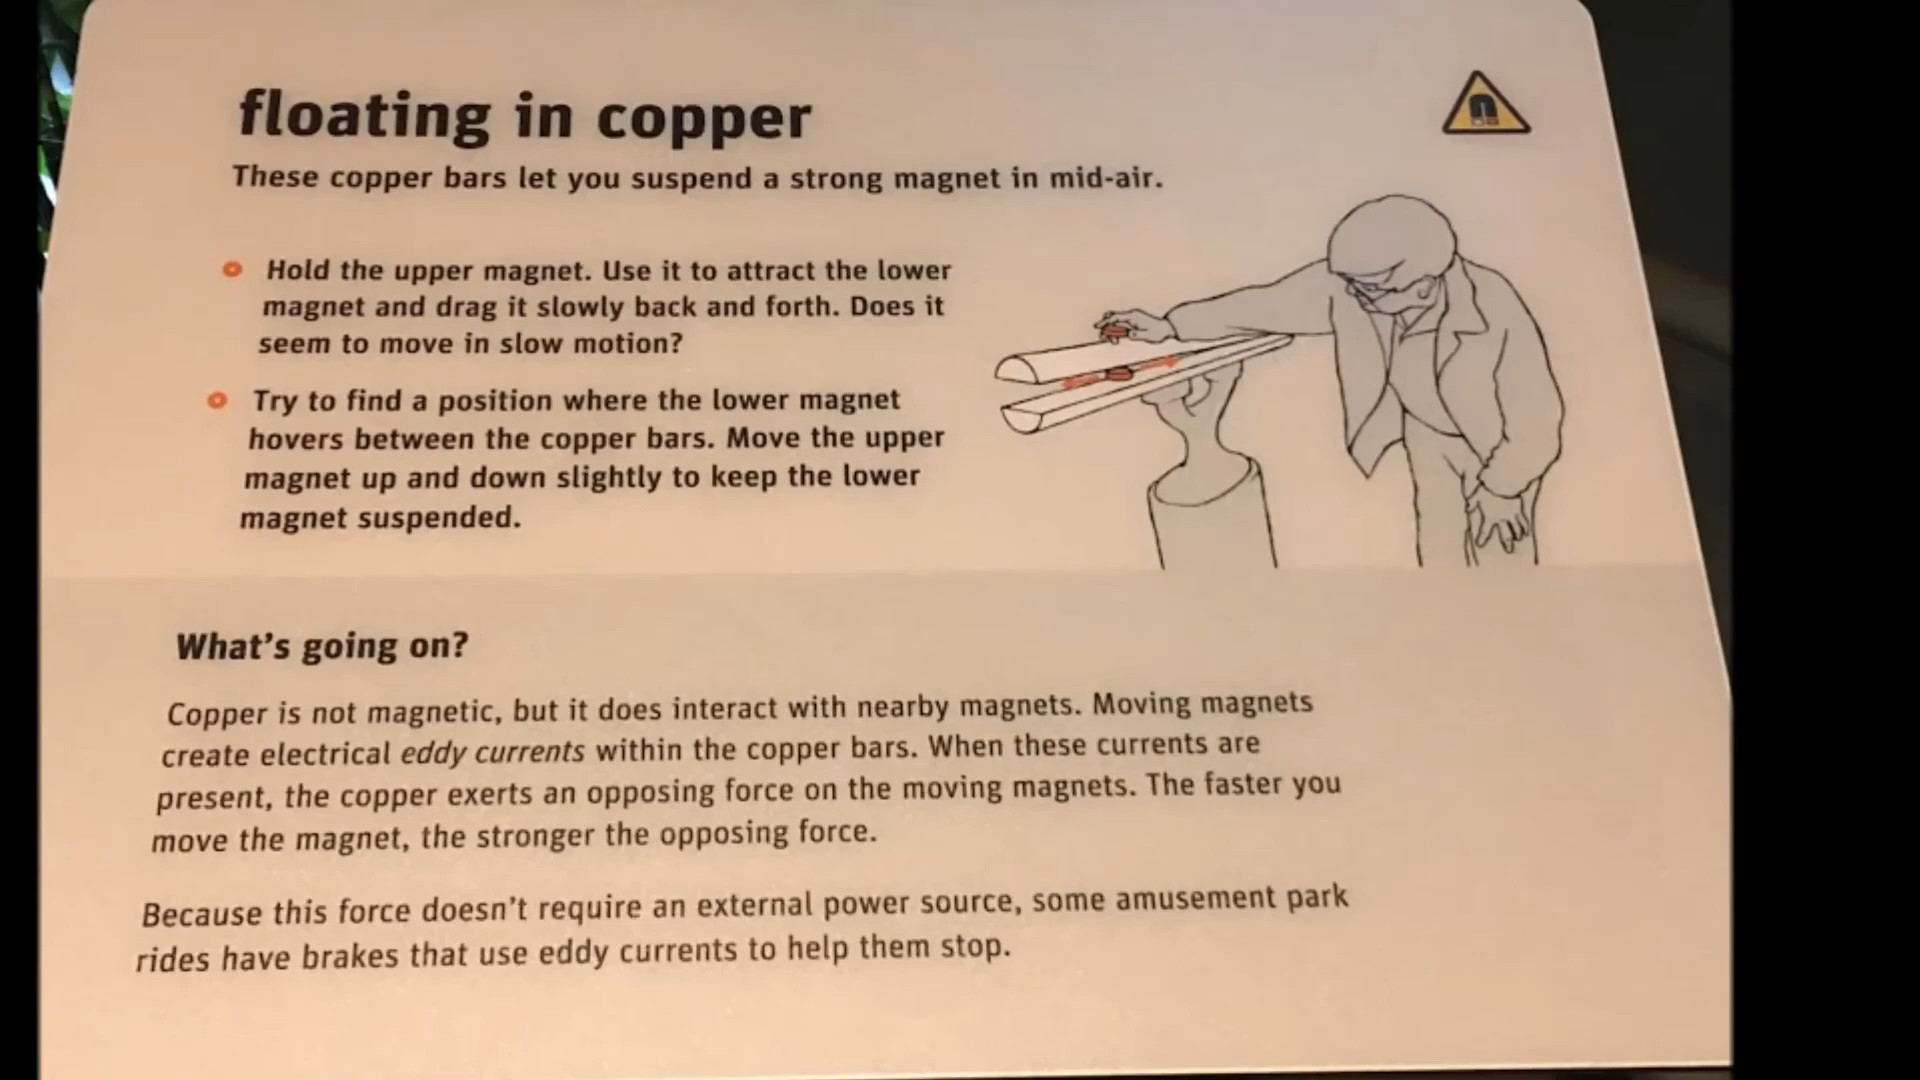 floating in copper
These copper bars let you suspend a strong magnet in mid-air.
Hold the upper magnet. Use it to attract the lower
magnet and drag it slowly back and forth. Does it
seem to move in slow motion?
Try to find a position where the lower magnet
hovers between the copper bars. Move the upper
magnet up and down slightly to keep the lower
magnet suspended.
What's going on?
Copper is not magnetic, but it does interact with nearby magnets. Moving magnets
create electrical eddy currents within the copper bars. When these currents are
present, the copper exerts an opposing force on the moving magnets. The faster you
move the magnet, the stronger the opposing force.
Because this force doesn't require an external power source, some amusement park
rides have brakes that use eddy currents to help them stop.